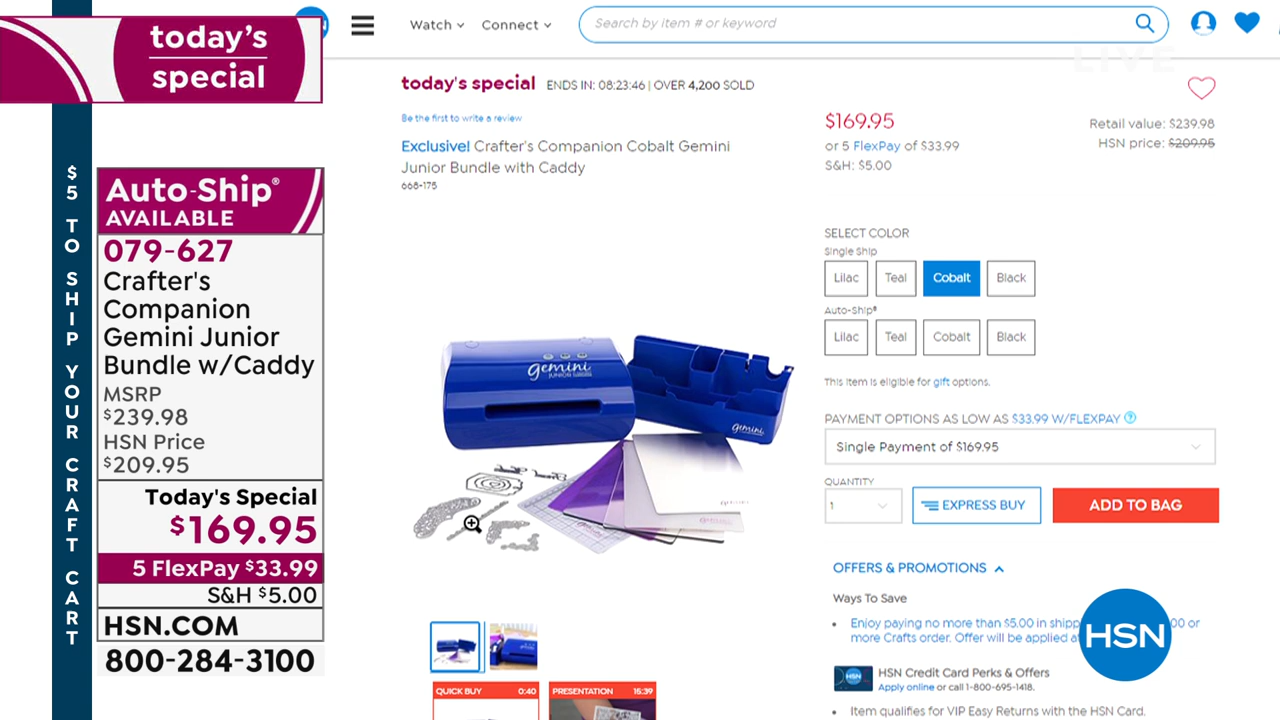 today's
special
$5 TO SHIP YOUR CRAFT CART
Auto-Ship®
AVAILABLE
079-627
Crafter's
Companion
Gemini Junior
Bundle w/Caddy
MSRP
$239.98
HSN Price
$209.95
Today's Special
$169.95
5 FlexPay $33.99
S&H $5.00
HSN.COM
800-284-3100
Watch
Connect
Search by item # or keyword
LIVE
today's special ENDS IN: 08:23:46 | OVER 4,200 SOLD
Be the first to write a review
Exclusive! Crafter's Companion Cobalt Gemini
Junior Bundle with Caddy
668-175
$169.95
or 5 FlexPay of $33.99
S&H: $5.00
Retail value: $239.98
HSN price: $209.95
SELECT COLOR
Single Ship
Lilac Teal Cobalt Black
Auto-Ship®
Lilac Teal Cobalt Black
This item is eligible for gift options.
PAYMENT OPTIONS AS LOW AS $33.99 W/FLEXPAY ?
Single Payment of $169.95
QUANTITY
1
EXPRESS BUY
ADD TO BAG
gemini
JUNIOR
gemini
OFFERS & PROMOTIONS
Ways To Save
Enjoy paying no more than $5.00 in shipp 00 or
more Crafts order. Offer will be applied a
HSN
HSN
HSN Credit Card Perks & Offers
Apply online or call 1-800-695-1418.
Item qualifies for VIP Easy Returns with the HSN Card.
QUICK BUY 0:40
PRESENTATION 15:39